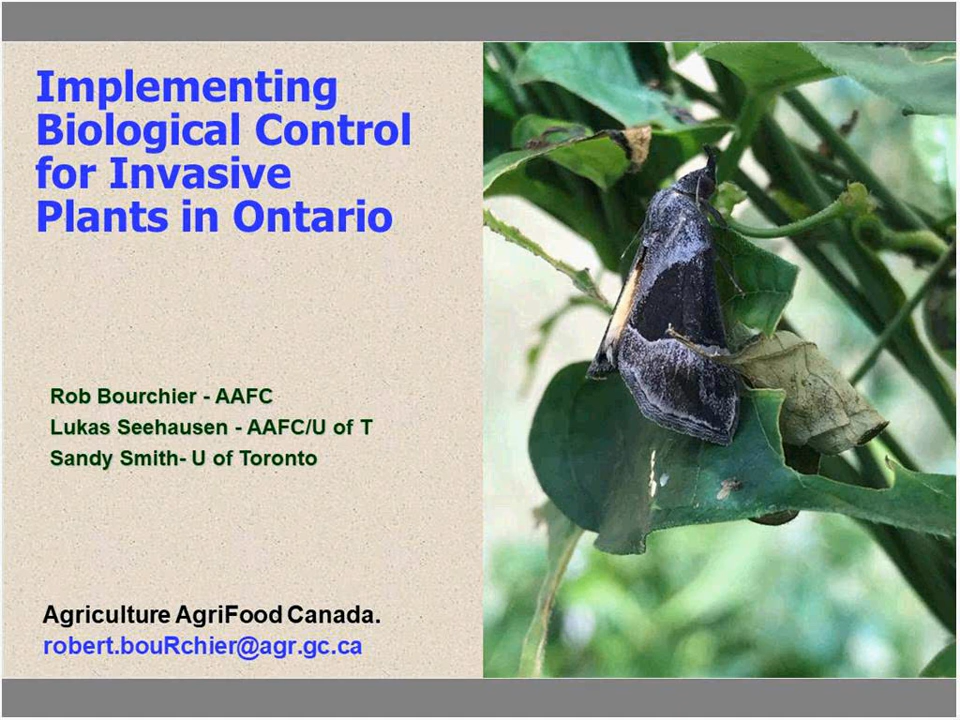 Implementing
Biological Control
for Invasive
Plants in Ontario
Rob Bourchier - AAFC
Lukas Seehausen - AAFC/U of T
Sandy Smith- U of Toronto
Agriculture AgriFood Canada.
robert.bouRchier@agr.gc.ca